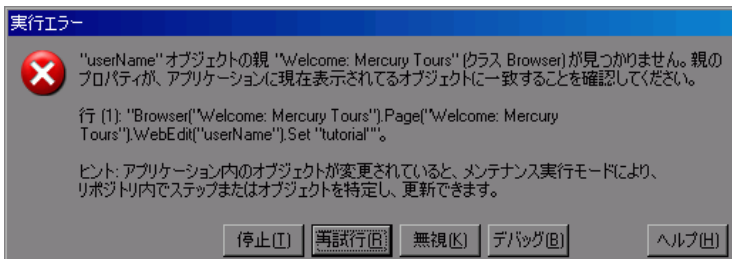 実行エラー
"userName" オブジェクトの親 "Welcome: Mercury Tours" (クラス Browser) が見つかりません。親の
プロパティが、アプリケーションに現在表示されてるオブジェクトに一致することを確認してください。
行 (1): "Browser("Welcome: Mercury Tours").Page("Welcome: Mercury
Tours").WebEdit("userName").Set "tutorial""。
ヒント: アプリケーション内のオブジェクトが変更されていると、メンテナンス実行モードにより、
リポジトリ内でステップまたはオブジェクトを特定し、更新できます。
停止(T) 再試行(R) 無視(K) デバッグ(B) ヘルプ(H)